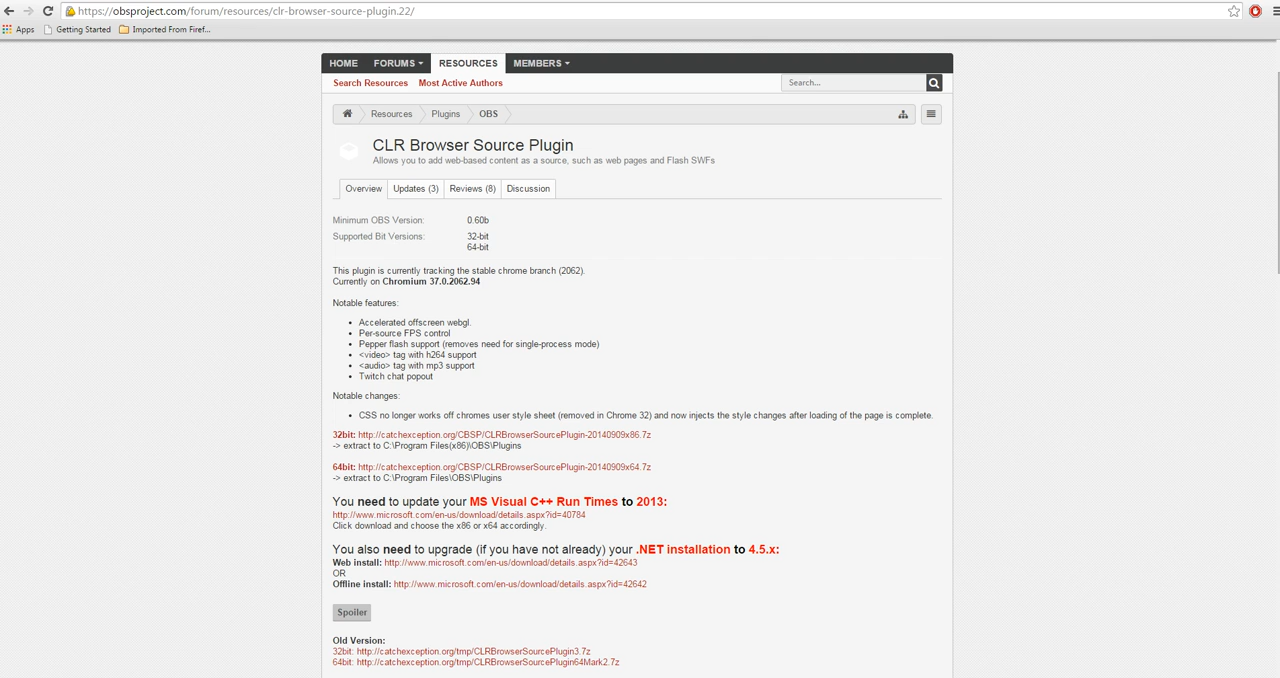 https://obsproject.com/forum/resources/clr-browser-source-plugin.22/
Apps Getting Started Imported From Firef...
HOME FORUMS RESOURCES MEMBERS
Search Resources Most Active Authors Search...
Resources Plugins OBS
CLR Browser Source Plugin
Allows you to add web-based content as a source, such as web pages and Flash SWFs
Overview Updates (3) Reviews (8) Discussion
Minimum OBS Version: 0.60b
Supported Bit Versions: 32-bit
64-bit
This plugin is currently tracking the stable chrome branch (2062).
Currently on Chromium 37.0.2062.94
Notable features:
• Accelerated offscreen webgl.
• Per-source FPS control
• Pepper flash support (removes need for single-process mode)
• <video> tag with h264 support
• <audio> tag with mp3 support
• Twitch chat popout
Notable changes:
• CSS no longer works off chromes user style sheet (removed in Chrome 32) and now injects the style changes after loading of the page is complete.
32bit: http://catchexception.org/CBSP/CLRBrowserSourcePlugin-20140909x86.7z
-> extract to C:\Program Files(x86)\OBS\Plugins
64bit: http://catchexception.org/CBSP/CLRBrowserSourcePlugin-20140909x64.7z
-> extract to C:\Program Files\OBS\Plugins
You need to update your MS Visual C++ Run Times to 2013:
http://www.microsoft.com/en-us/download/details.aspx?id=40784
Click download and choose the x86 or x64 accordingly.
You also need to upgrade (if you have not already) your .NET installation to 4.5.x:
Web install: http://www.microsoft.com/en-us/download/details.aspx?id=42643
OR
Offline install: http://www.microsoft.com/en-us/download/details.aspx?id=42642
Spoiler
Old Version:
32bit: http://catchexception.org/tmp/CLRBrowserSourcePlugin3.7z
64bit: http://catchexception.org/tmp/CLRBrowserSourcePlugin64Mark2.7z